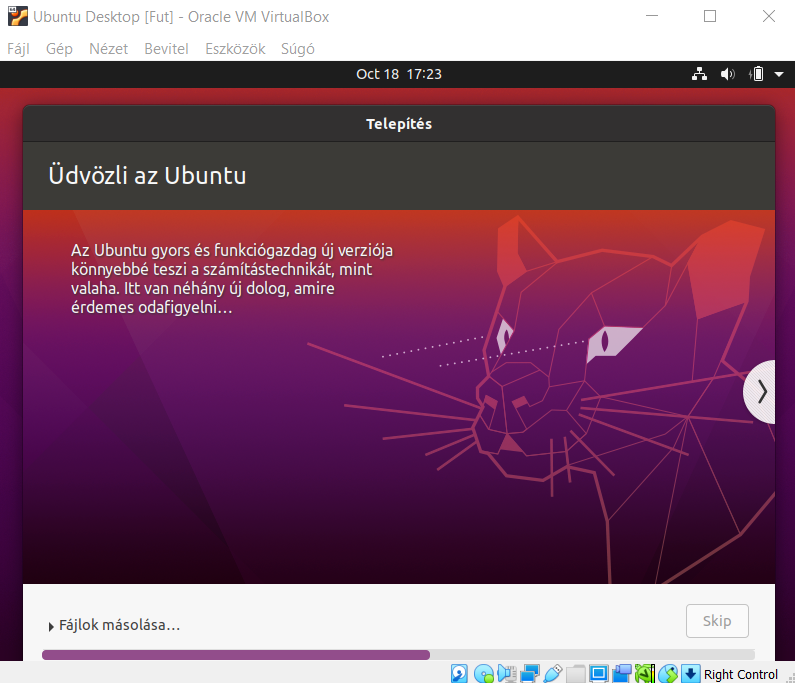 Ubuntu Desktop [Fut] - Oracle VM VirtualBox
Fájl Gép Nézet Bevitel Eszközök Súgó
Oct 18 17:23
Telepítés
Üdvözli az Ubuntu
Az Ubuntu gyors és funkciógazdag új verziója
könnyebbé teszi a számítástechnikát, mint
valaha. Itt van néhány új dolog, amire
érdemes odafigyelni…
Fájlok másolása…
Skip
Right Control